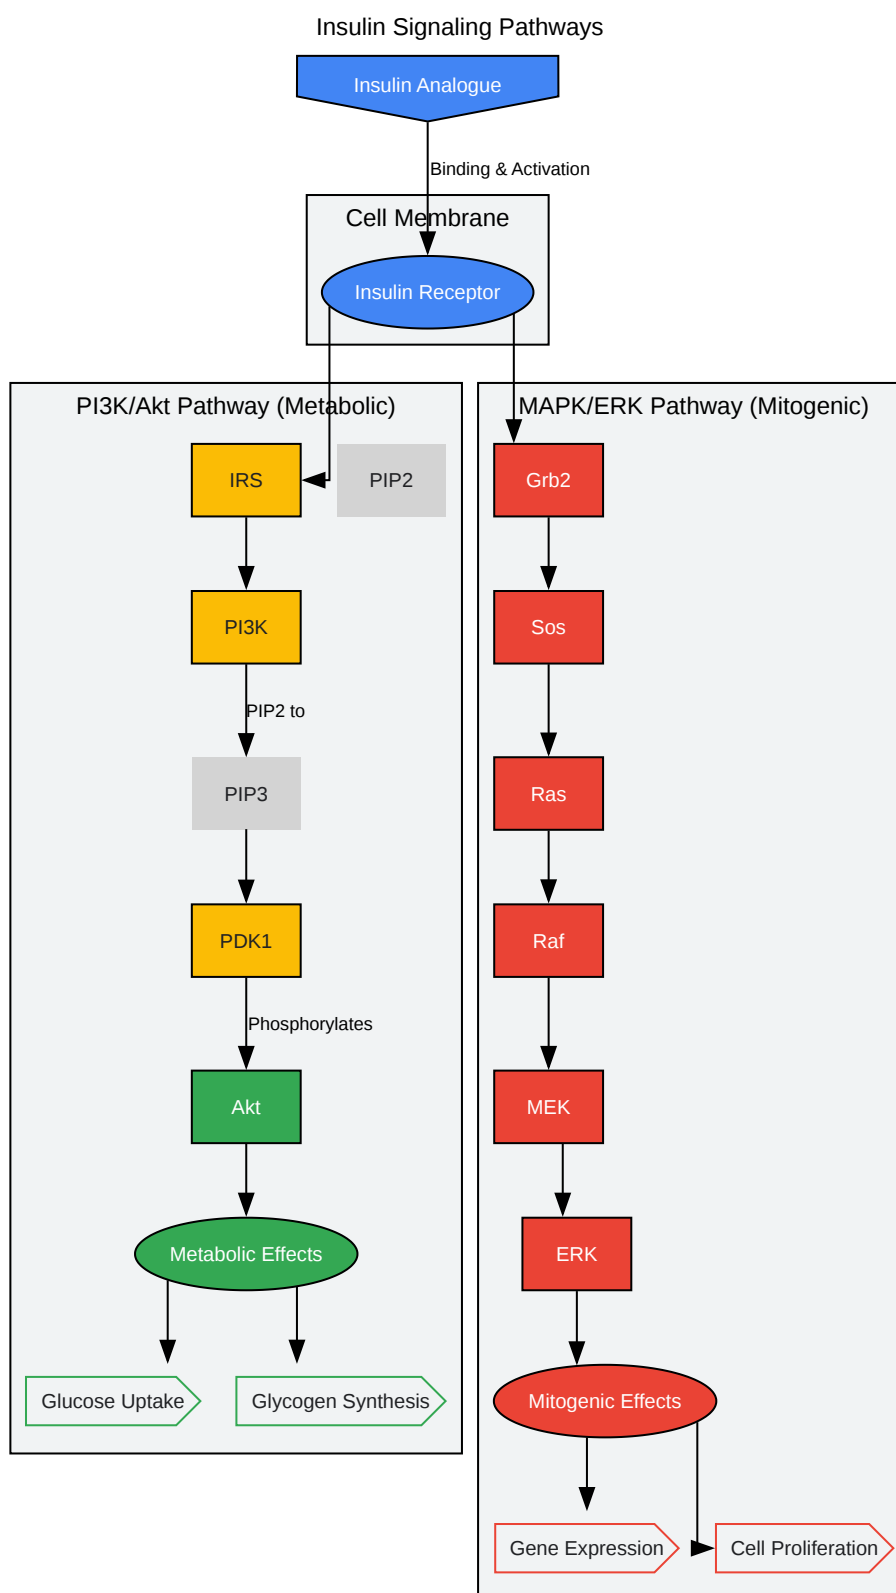 Insulin Signaling Pathways
Insulin Analogue
Binding & Activation
Cell Membrane
Insulin Receptor
PI3K/Akt Pathway (Metabolic)
IRS
PIP2
PI3K
PIP2 to
PIP3
PDK1
Phosphorylates
Akt
Metabolic Effects
Glucose Uptake
Glycogen Synthesis
MAPK/ERK Pathway (Mitogenic)
Grb2
Sos
Ras
Raf
MEK
ERK
Mitogenic Effects
Gene Expression
Cell Proliferation